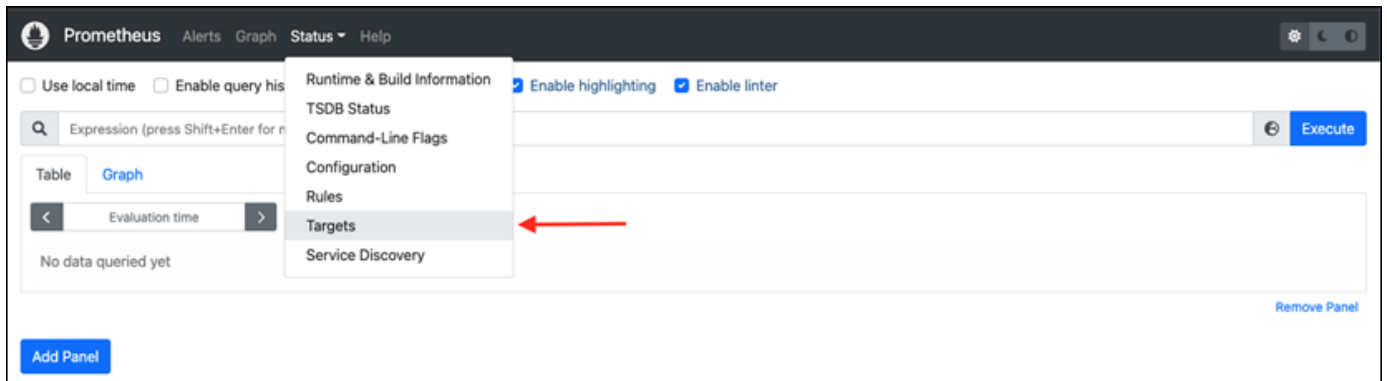 Prometheus Alerts Graph Status Help
Use local time Enable query his Enable highlighting Enable linter
Expression (press Shift+Enter for n Execute
Runtime & Build Information
TSDB Status
Command-Line Flags
Configuration
Rules
Targets
Service Discovery
Table Graph
Evaluation time
No data queried yet
Remove Panel
Add Panel